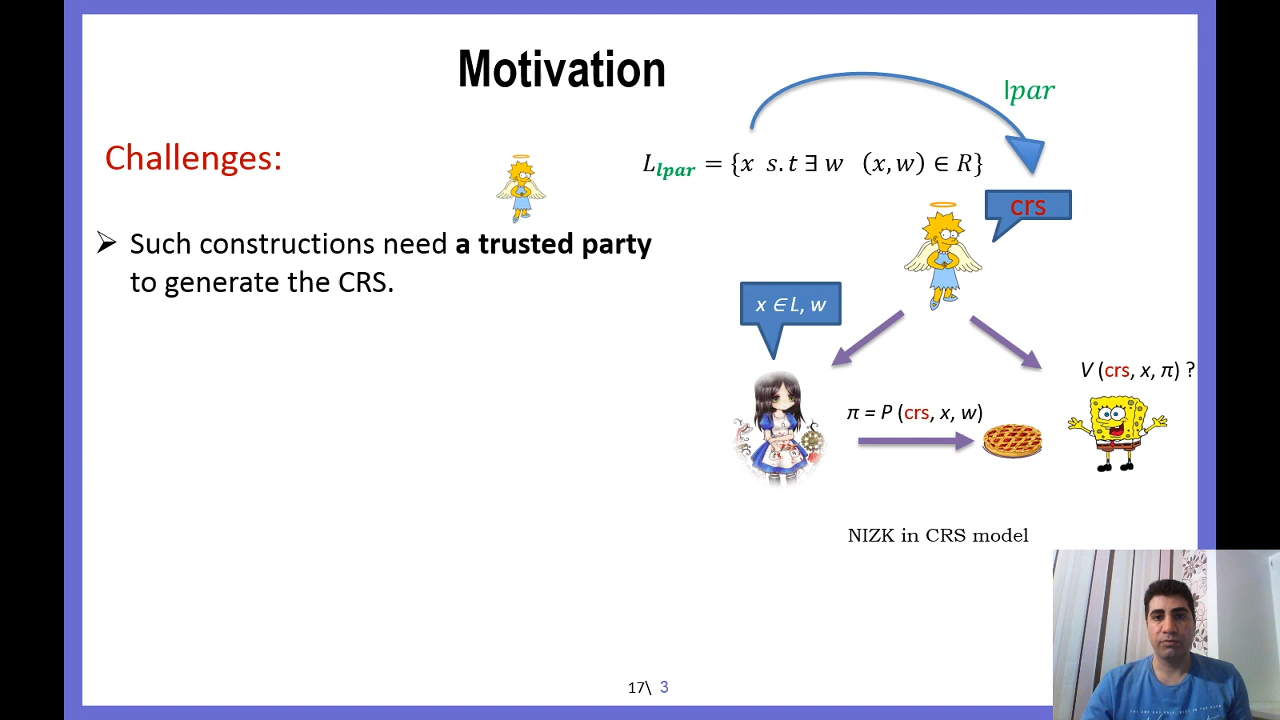 Motivation
lpar
Challenges:
L_lpar = {x s.t ∃ w (x, w) ∈ R}
crs
➢ Such constructions need a trusted party
to generate the CRS.
x ∈ L, w
V (crs, x, π) ?
π = P (crs, x, w)
NIZK in CRS model
17\ 3